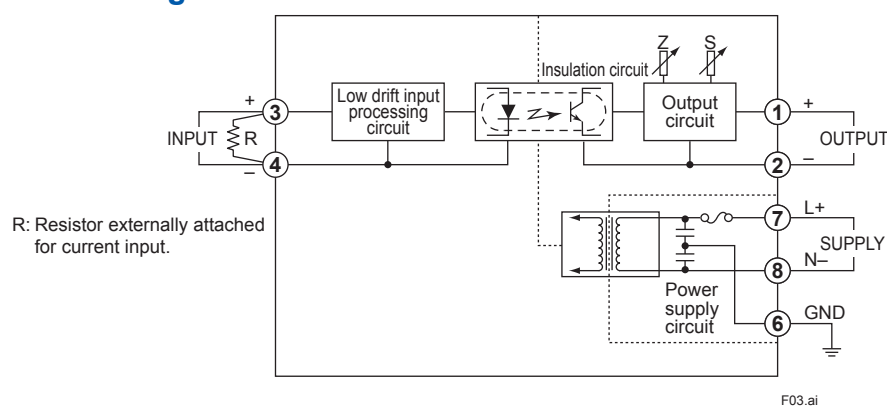 Z S
Insulation circuit
Low drift input
processing
circuit
Output
circuit
+ 3
INPUT R
– 4
1 +
OUTPUT
2 –
R: Resistor externally attached
for current input.
7 L+
SUPPLY
8 N–
Power
supply
circuit
6 GND
F03.ai